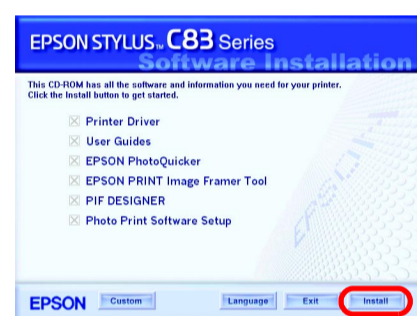 EPSON STYLUS™ C83 Series
Software Installation
This CD-ROM has all the software and information you need for your printer.
Click the Install button to get started.
Printer Driver
User Guides
EPSON PhotoQuicker
EPSON PRINT Image Framer Tool
PIF DESIGNER
Photo Print Software Setup
EPSON
EPSON Custom Language Exit Install